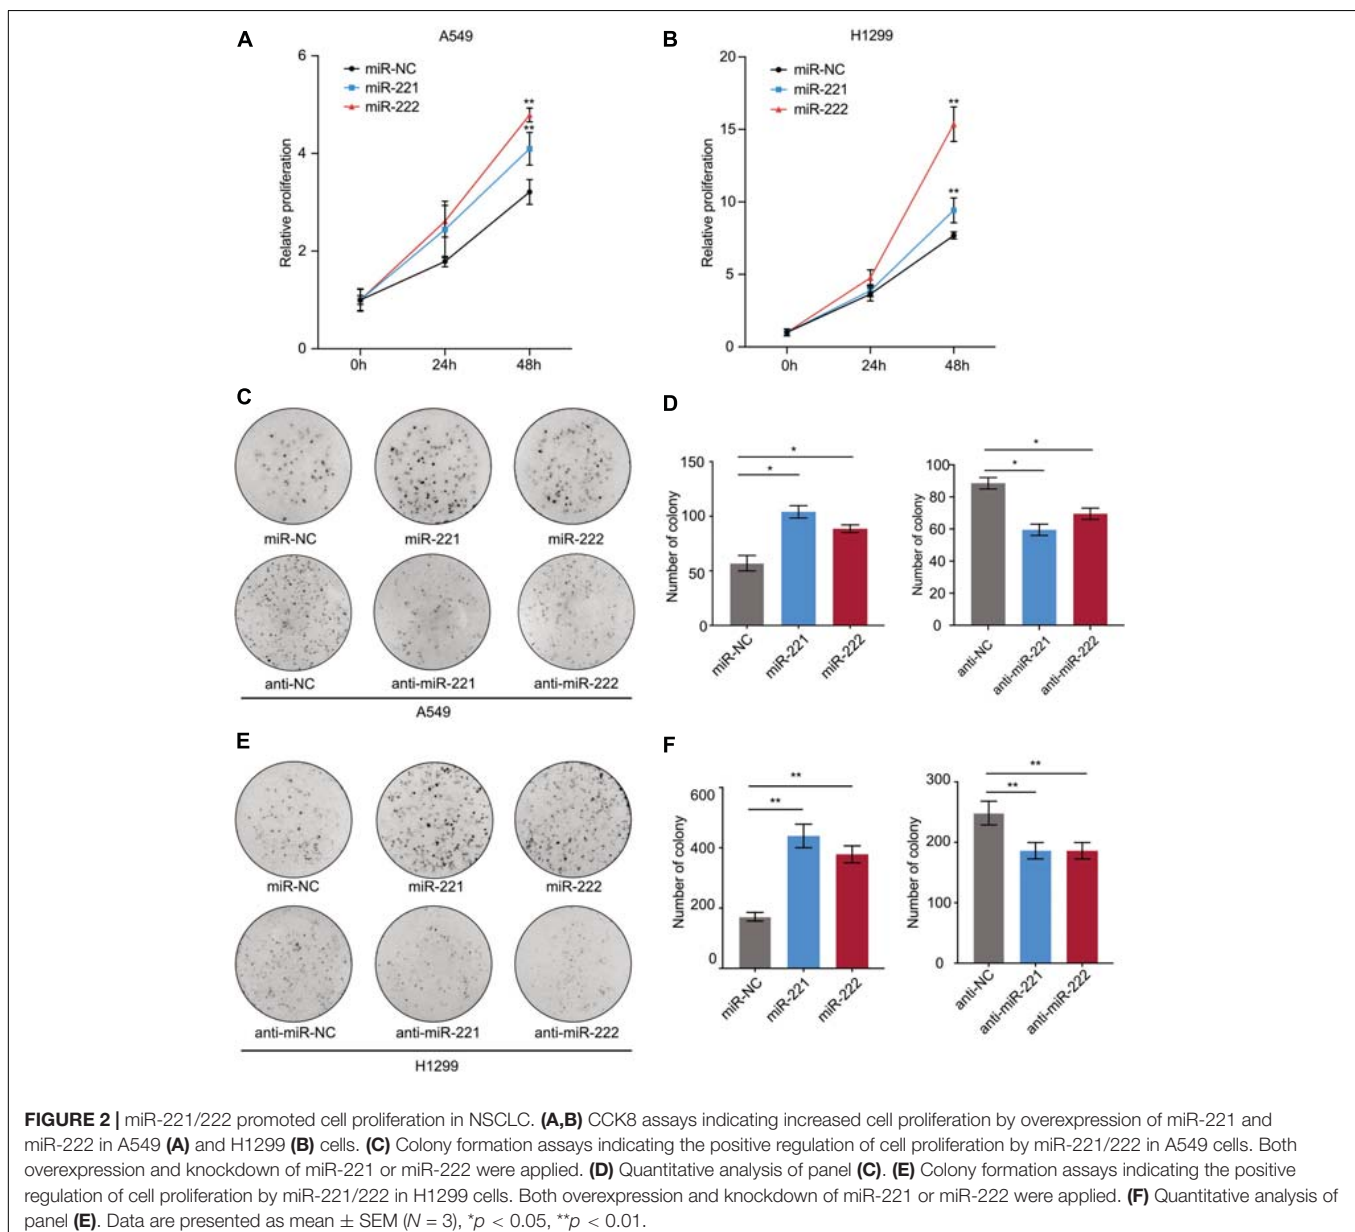 A
A549
6
4
2
0
Relative proliferation
miR-NC
miR-221
miR-222
**
**
0h 24h 48h
B
H1299
20
15
10
5
0
Relative proliferation
miR-NC
miR-221
miR-222
**
**
0h 24h 48h
C
miR-NC miR-221 miR-222
anti-NC anti-miR-221 anti-miR-222
A549
D
150
100
50
0
Number of colony
*
*
miR-NC miR-221 miR-222
100
80
60
40
20
0
Number of colony
*
*
anti-NC anti-miR-221 anti-miR-222
E
miR-NC miR-221 miR-222
anti-miR-NC anti-miR-221 anti-miR-222
H1299
F
600
400
200
0
Number of colony
**
**
miR-NC miR-221 miR-222
300
200
100
0
Number of colony
**
**
anti-NC anti-miR-221 anti-miR-222
FIGURE 2 | miR-221/222 promoted cell proliferation in NSCLC. (A,B) CCK8 assays indicating increased cell proliferation by overexpression of miR-221 and
miR-222 in A549 (A) and H1299 (B) cells. (C) Colony formation assays indicating the positive regulation of cell proliferation by miR-221/222 in A549 cells. Both
overexpression and knockdown of miR-221 or miR-222 were applied. (D) Quantitative analysis of panel (C). (E) Colony formation assays indicating the positive
regulation of cell proliferation by miR-221/222 in H1299 cells. Both overexpression and knockdown of miR-221 or miR-222 were applied. (F) Quantitative analysis of
panel (E). Data are presented as mean ± SEM (N = 3), *p < 0.05, **p < 0.01.